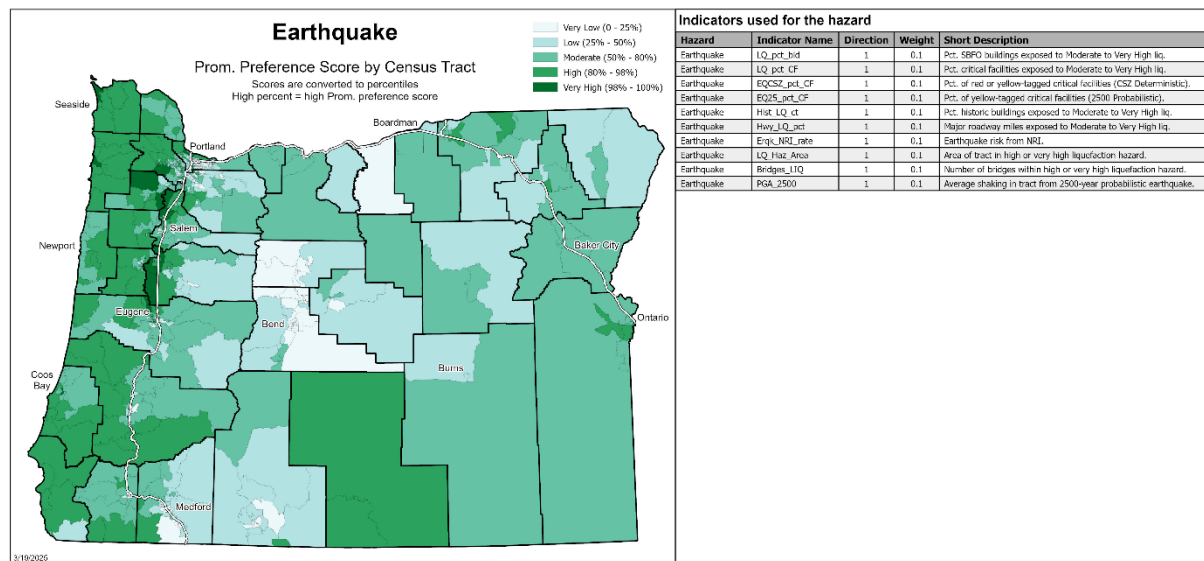 Earthquake
Prom. Preference Score by Census Tract
Scores are converted to percentiles
High percent = high Prom. preference score
Very Low (0 - 25%)
Low (25% - 50%)
Moderate (50% - 80%)
High (80% - 98%)
Very High (98% - 100%)
Seaside
Boardman
Portland
Salem
Newport
Baker City
Eugene
Bend
Ontario
Burns
Coos
Bay
Medford
3/19/2025
Indicators used for the hazard
Hazard Indicator Name Direction Weight Short Description
Earthquake LQ_pct_bld 1 0.1 Pct. SBFO buildings exposed to Moderate to Very High liq.
Earthquake LQ_pct_CF 1 0.1 Pct. critical facilities exposed to Moderate to Very High liq.
Earthquake EQCSZ_pct_CF 1 0.1 Pct. of red or yellow-tagged critical facilities (CSZ Deterministic).
Earthquake EQ25_pct_CF 1 0.1 Pct. of yellow-tagged critical facilities (2500 Probabilistic).
Earthquake Hist_LQ_ct 1 0.1 Pct. historic buildings exposed to Moderate to Very High liq.
Earthquake Hwy_LQ_pct 1 0.1 Major roadway miles exposed to Moderate to Very High liq.
Earthquake Erqk_NRI_rate 1 0.1 Earthquake risk from NRI.
Earthquake LQ_Haz_Area 1 0.1 Area of tract in high or very high liquefaction hazard.
Earthquake Bridges_LIQ 1 0.1 Number of bridges within high or very high liquefaction hazard.
Earthquake PGA_2500 1 0.1 Average shaking in tract from 2500-year probabilistic earthquake.